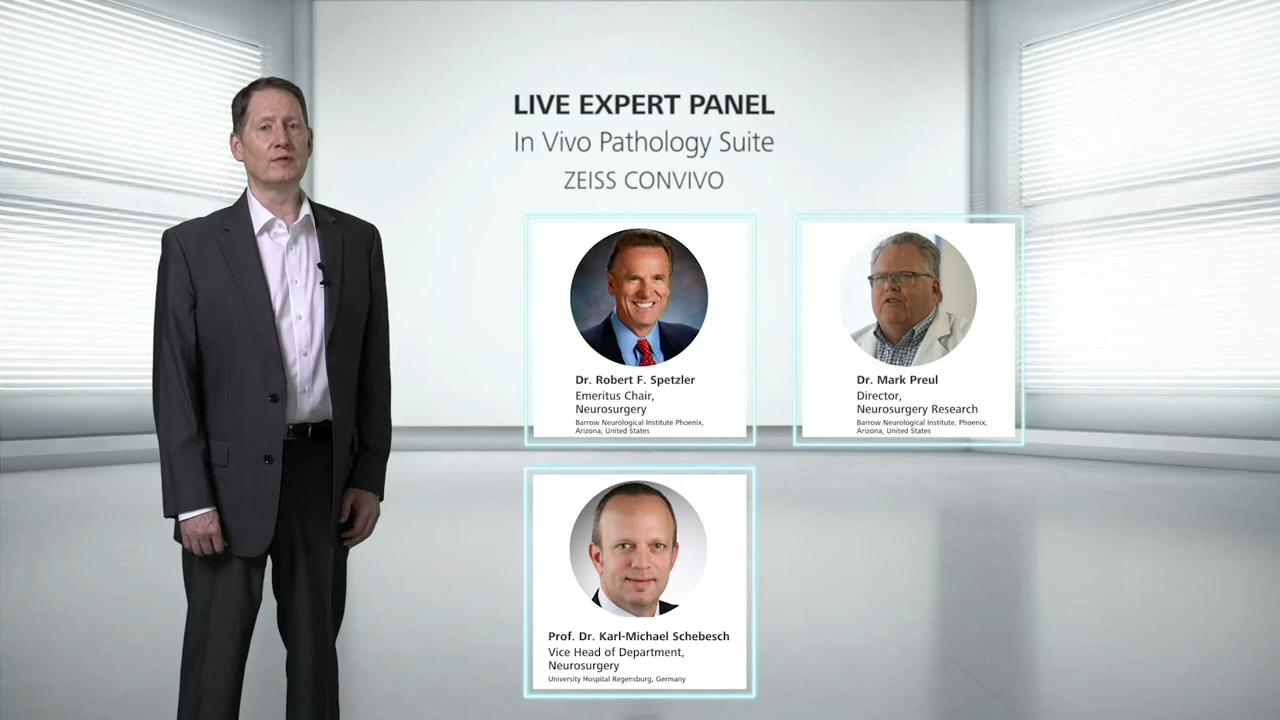 LIVE EXPERT PANEL
In Vivo Pathology Suite
ZEISS CONVIVO
Dr. Robert F. Spetzler
Emeritus Chair,
Neurosurgery
Barrow Neurological Institute Phoenix,
Arizona, United States
Dr. Mark Preul
Director,
Neurosurgery Research
Barrow Neurological Institute, Phoenix,
Arizona, United States
Prof. Dr. Karl-Michael Schebesch
Vice Head of Department,
Neurosurgery
University Hospital Regensburg, Germany